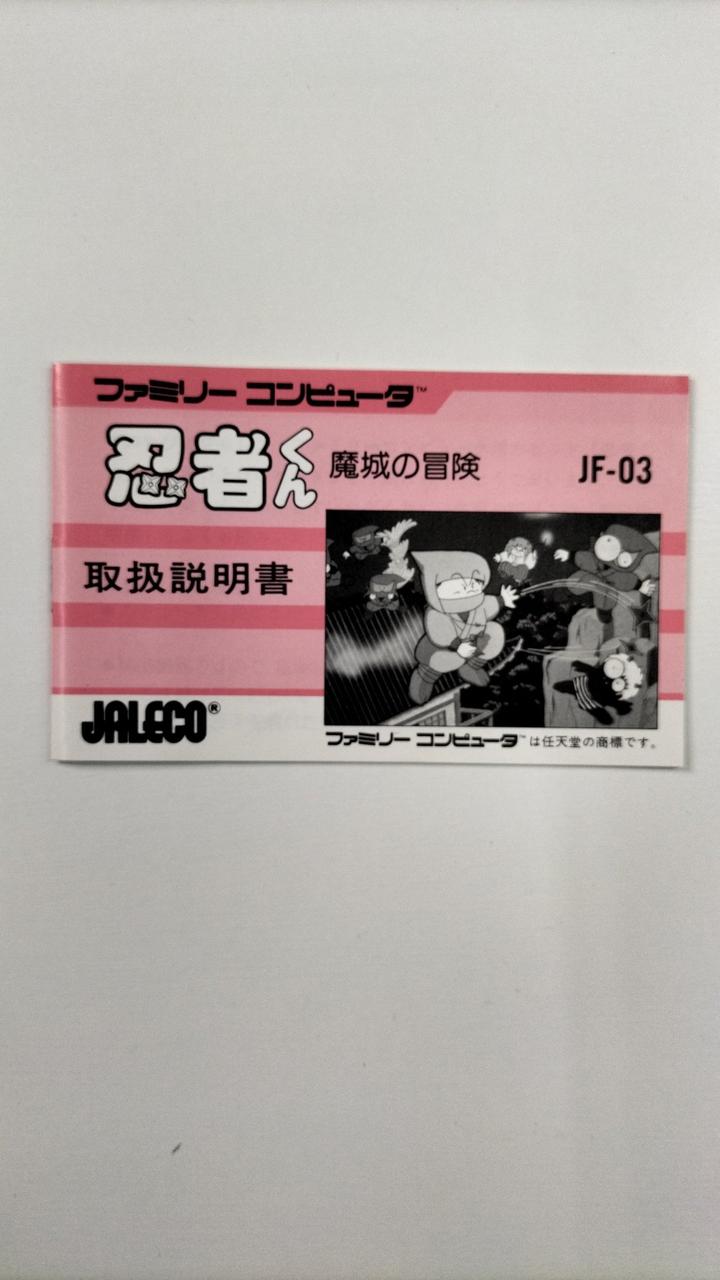 ファミリー コンピュータ™
忍者くん 魔城の冒険 JF-03
取扱説明書
JALECO®
ファミリー コンピュータ™は任天堂の商標です。